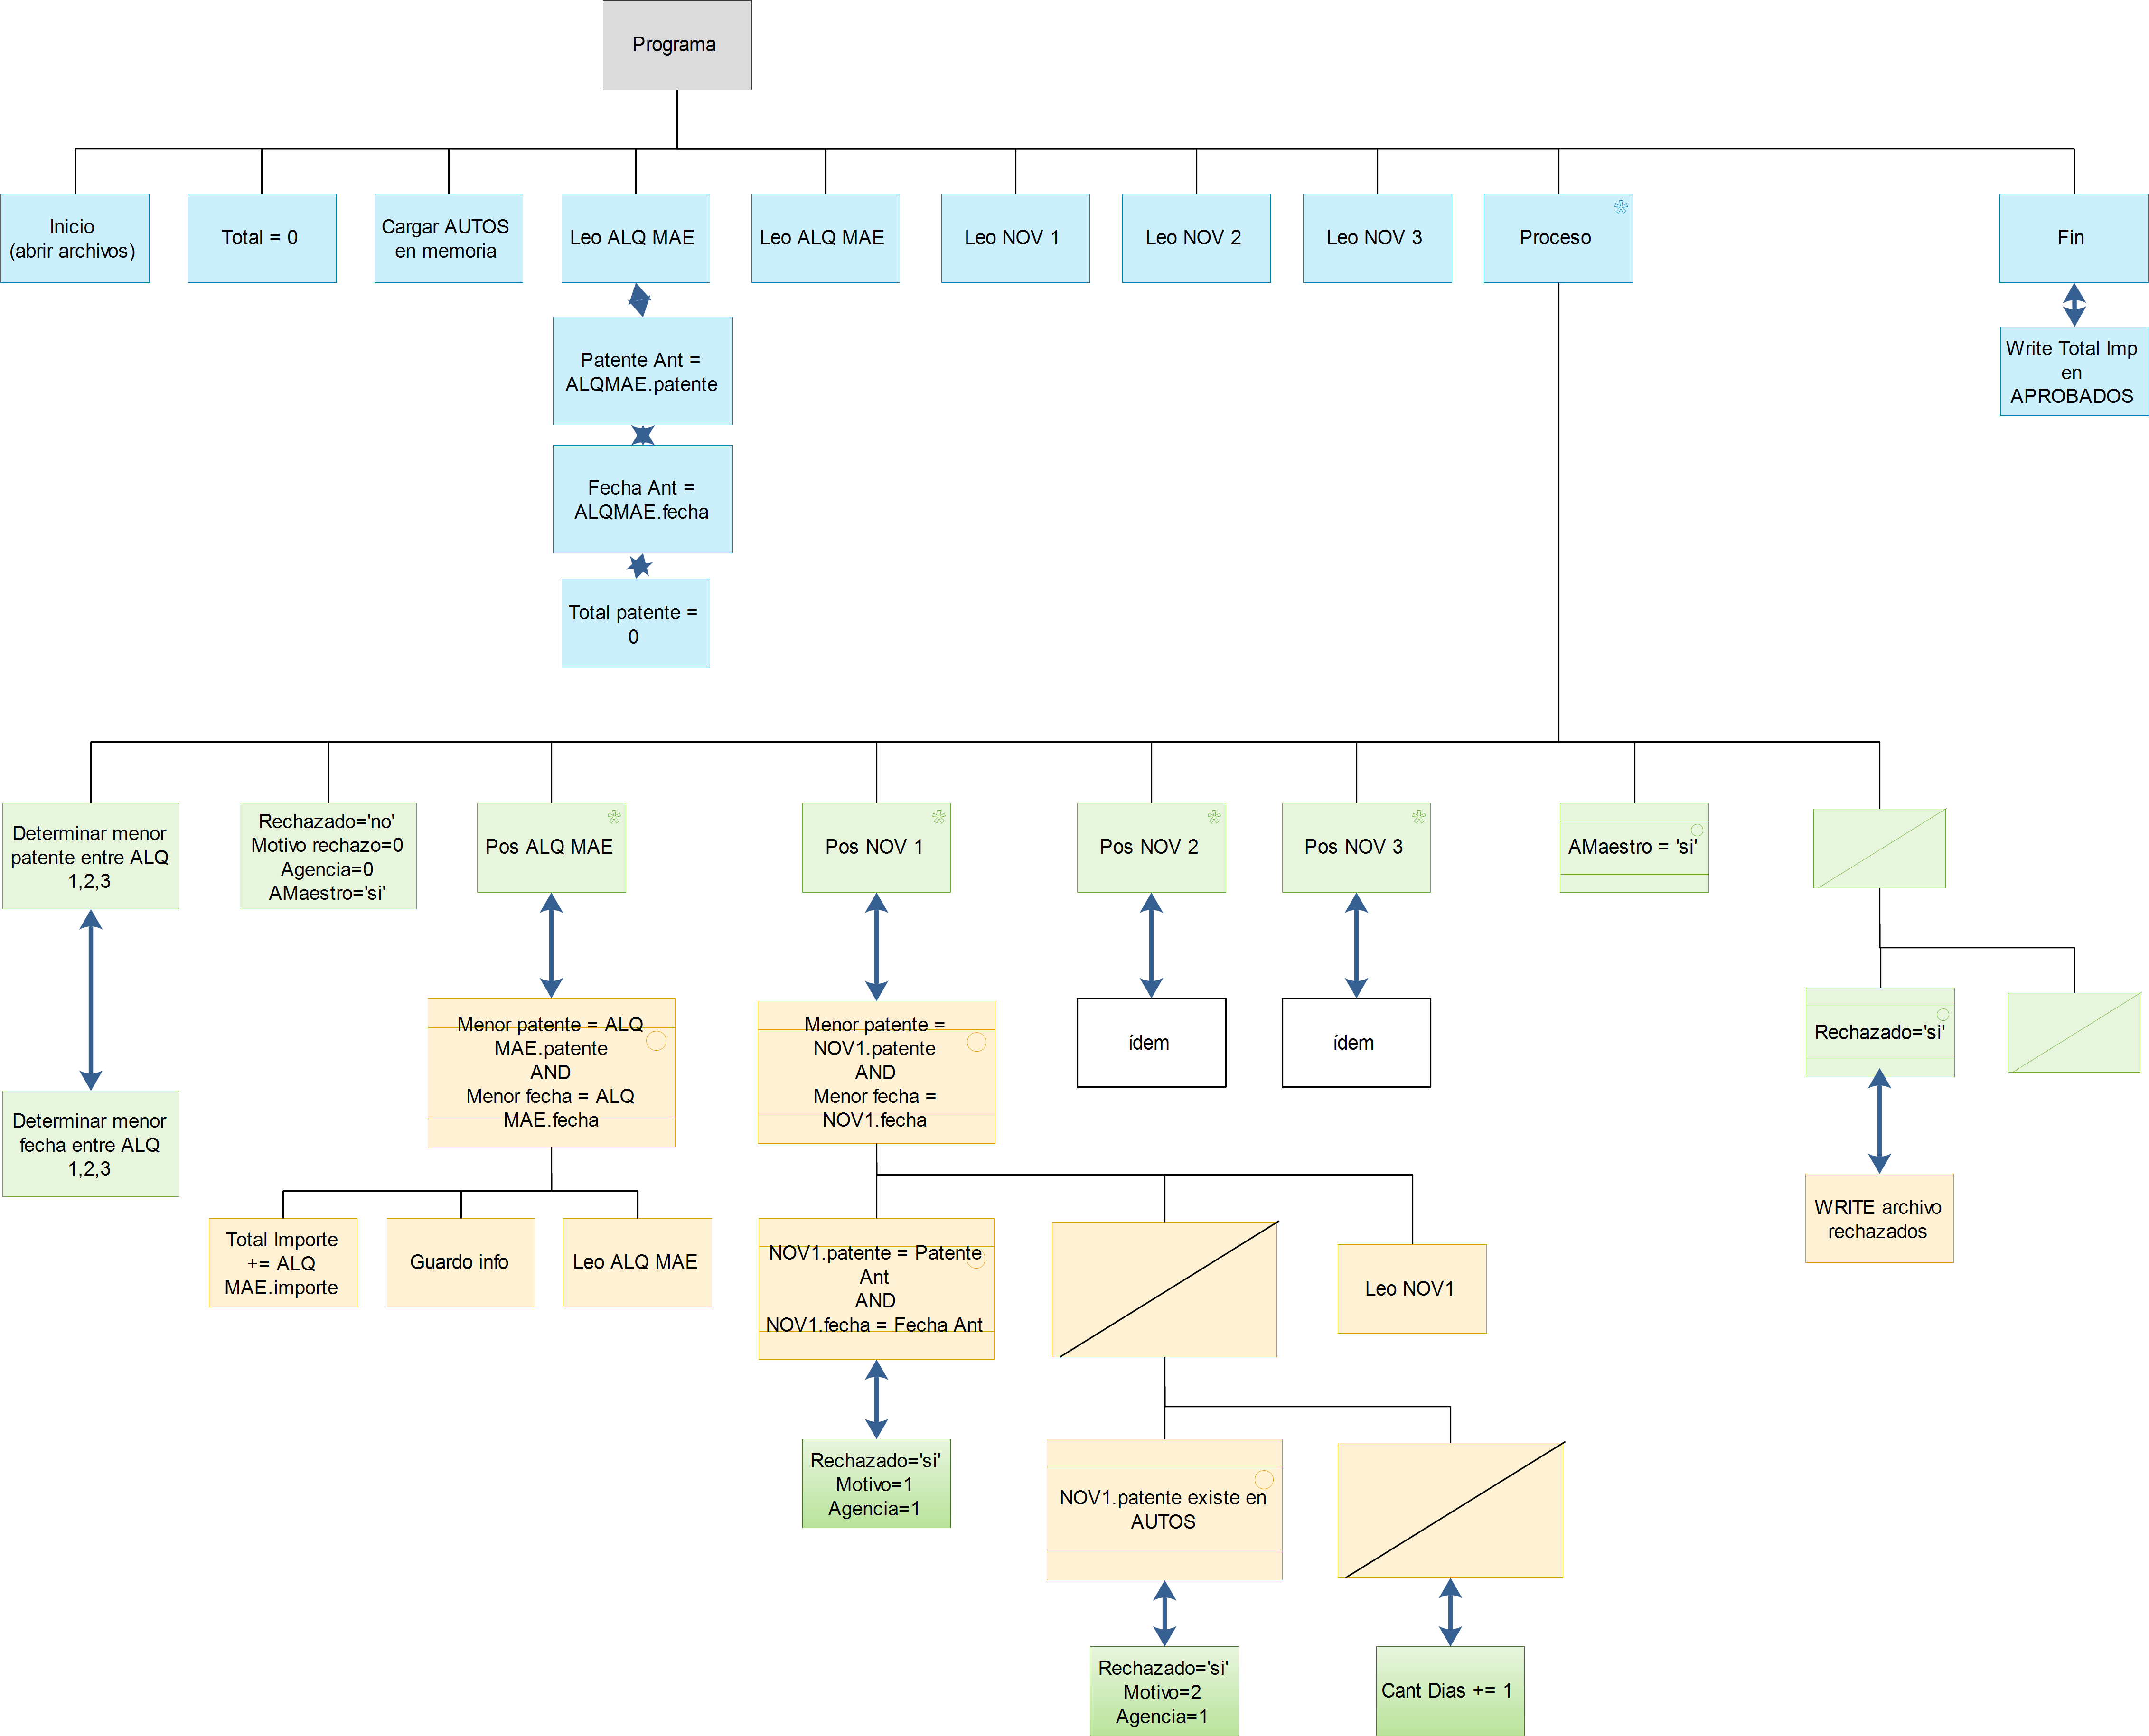 Programa
Inicio
(abrir archivos)
Total = 0
Cargar AUTOS
en memoria
Leo ALQ MAE
Leo ALQ MAE
Leo NOV 1
Leo NOV 2
Leo NOV 3
Proceso
Fin
Patente Ant =
ALQMAE.patente
Fecha Ant =
ALQMAE.fecha
Total patente =
0
Write Total Imp
en
APROBADOS
Determinar menor
patente entre ALQ
1,2,3
Rechazado='no'
Motivo rechazo=0
Agencia=0
AMaestro='si'
Pos ALQ MAE
Pos NOV 1
Pos NOV 2
Pos NOV 3
AMaestro = 'si'
Determinar menor
fecha entre ALQ
1,2,3
Menor patente = ALQ
MAE.patente
AND
Menor fecha = ALQ
MAE.fecha
Menor patente =
NOV1.patente
AND
Menor fecha =
NOV1.fecha
ídem
ídem
Rechazado='si'
WRITE archivo
rechazados
Total Importe
+= ALQ
MAE.importe
Guardo info
Leo ALQ MAE
NOV1.patente = Patente
Ant
AND
NOV1.fecha = Fecha Ant
Leo NOV1
Rechazado='si'
Motivo=1
Agencia=1
NOV1.patente existe en
AUTOS
Rechazado='si'
Motivo=2
Agencia=1
Cant Dias += 1